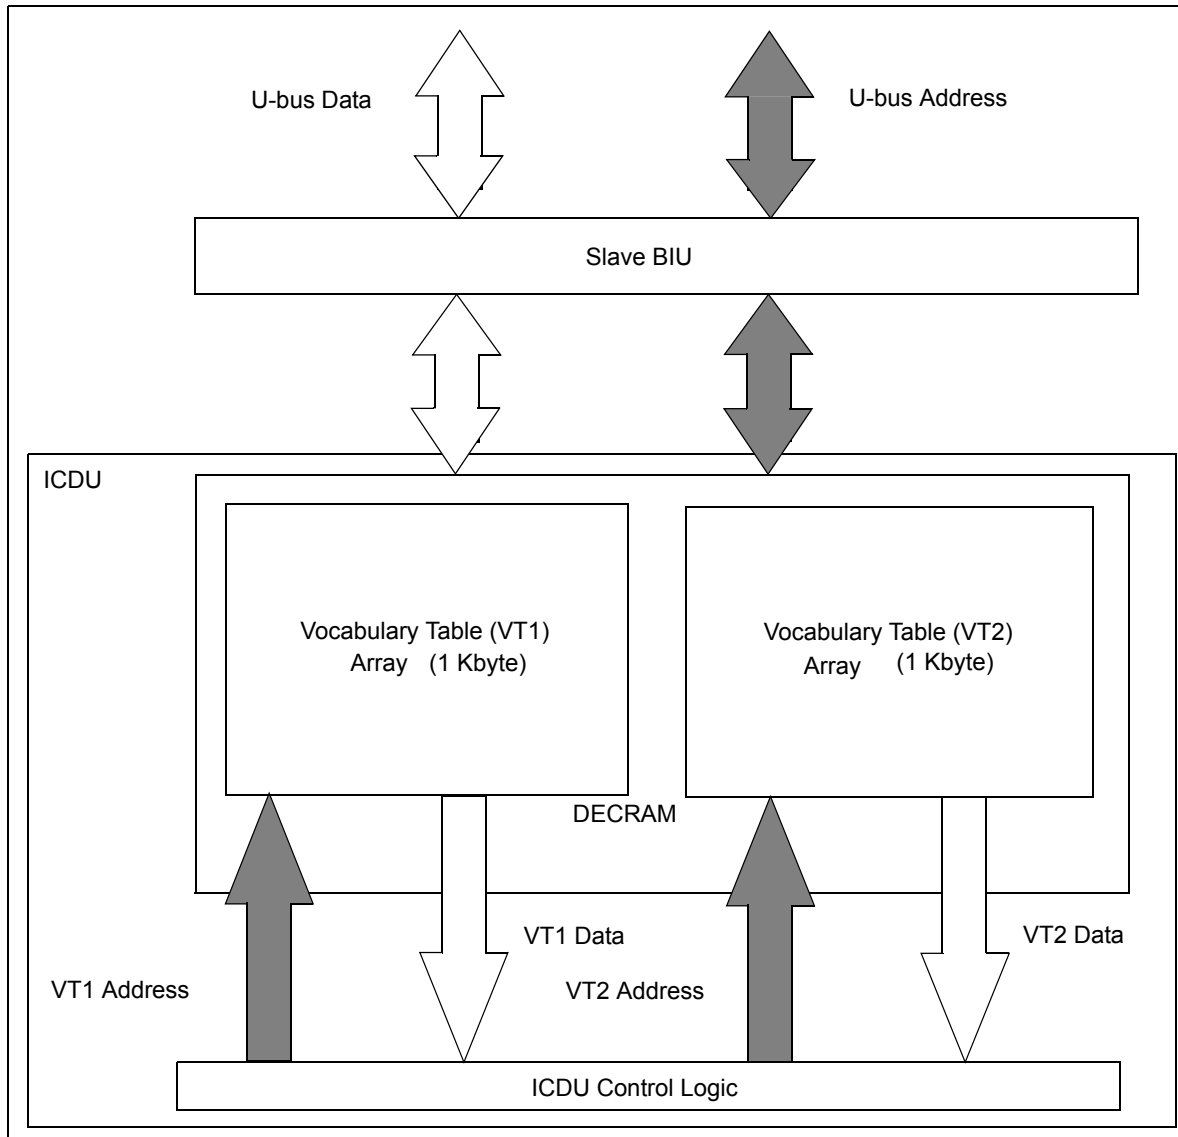 U-bus Data
U-bus Address
Slave BIU
ICDU
Vocabulary Table (VT1)
Array (1 Kbyte)
Vocabulary Table (VT2)
Array (1 Kbyte)
DECRAM
VT1 Data
VT2 Data
VT1 Address
VT2 Address
ICDU Control Logic